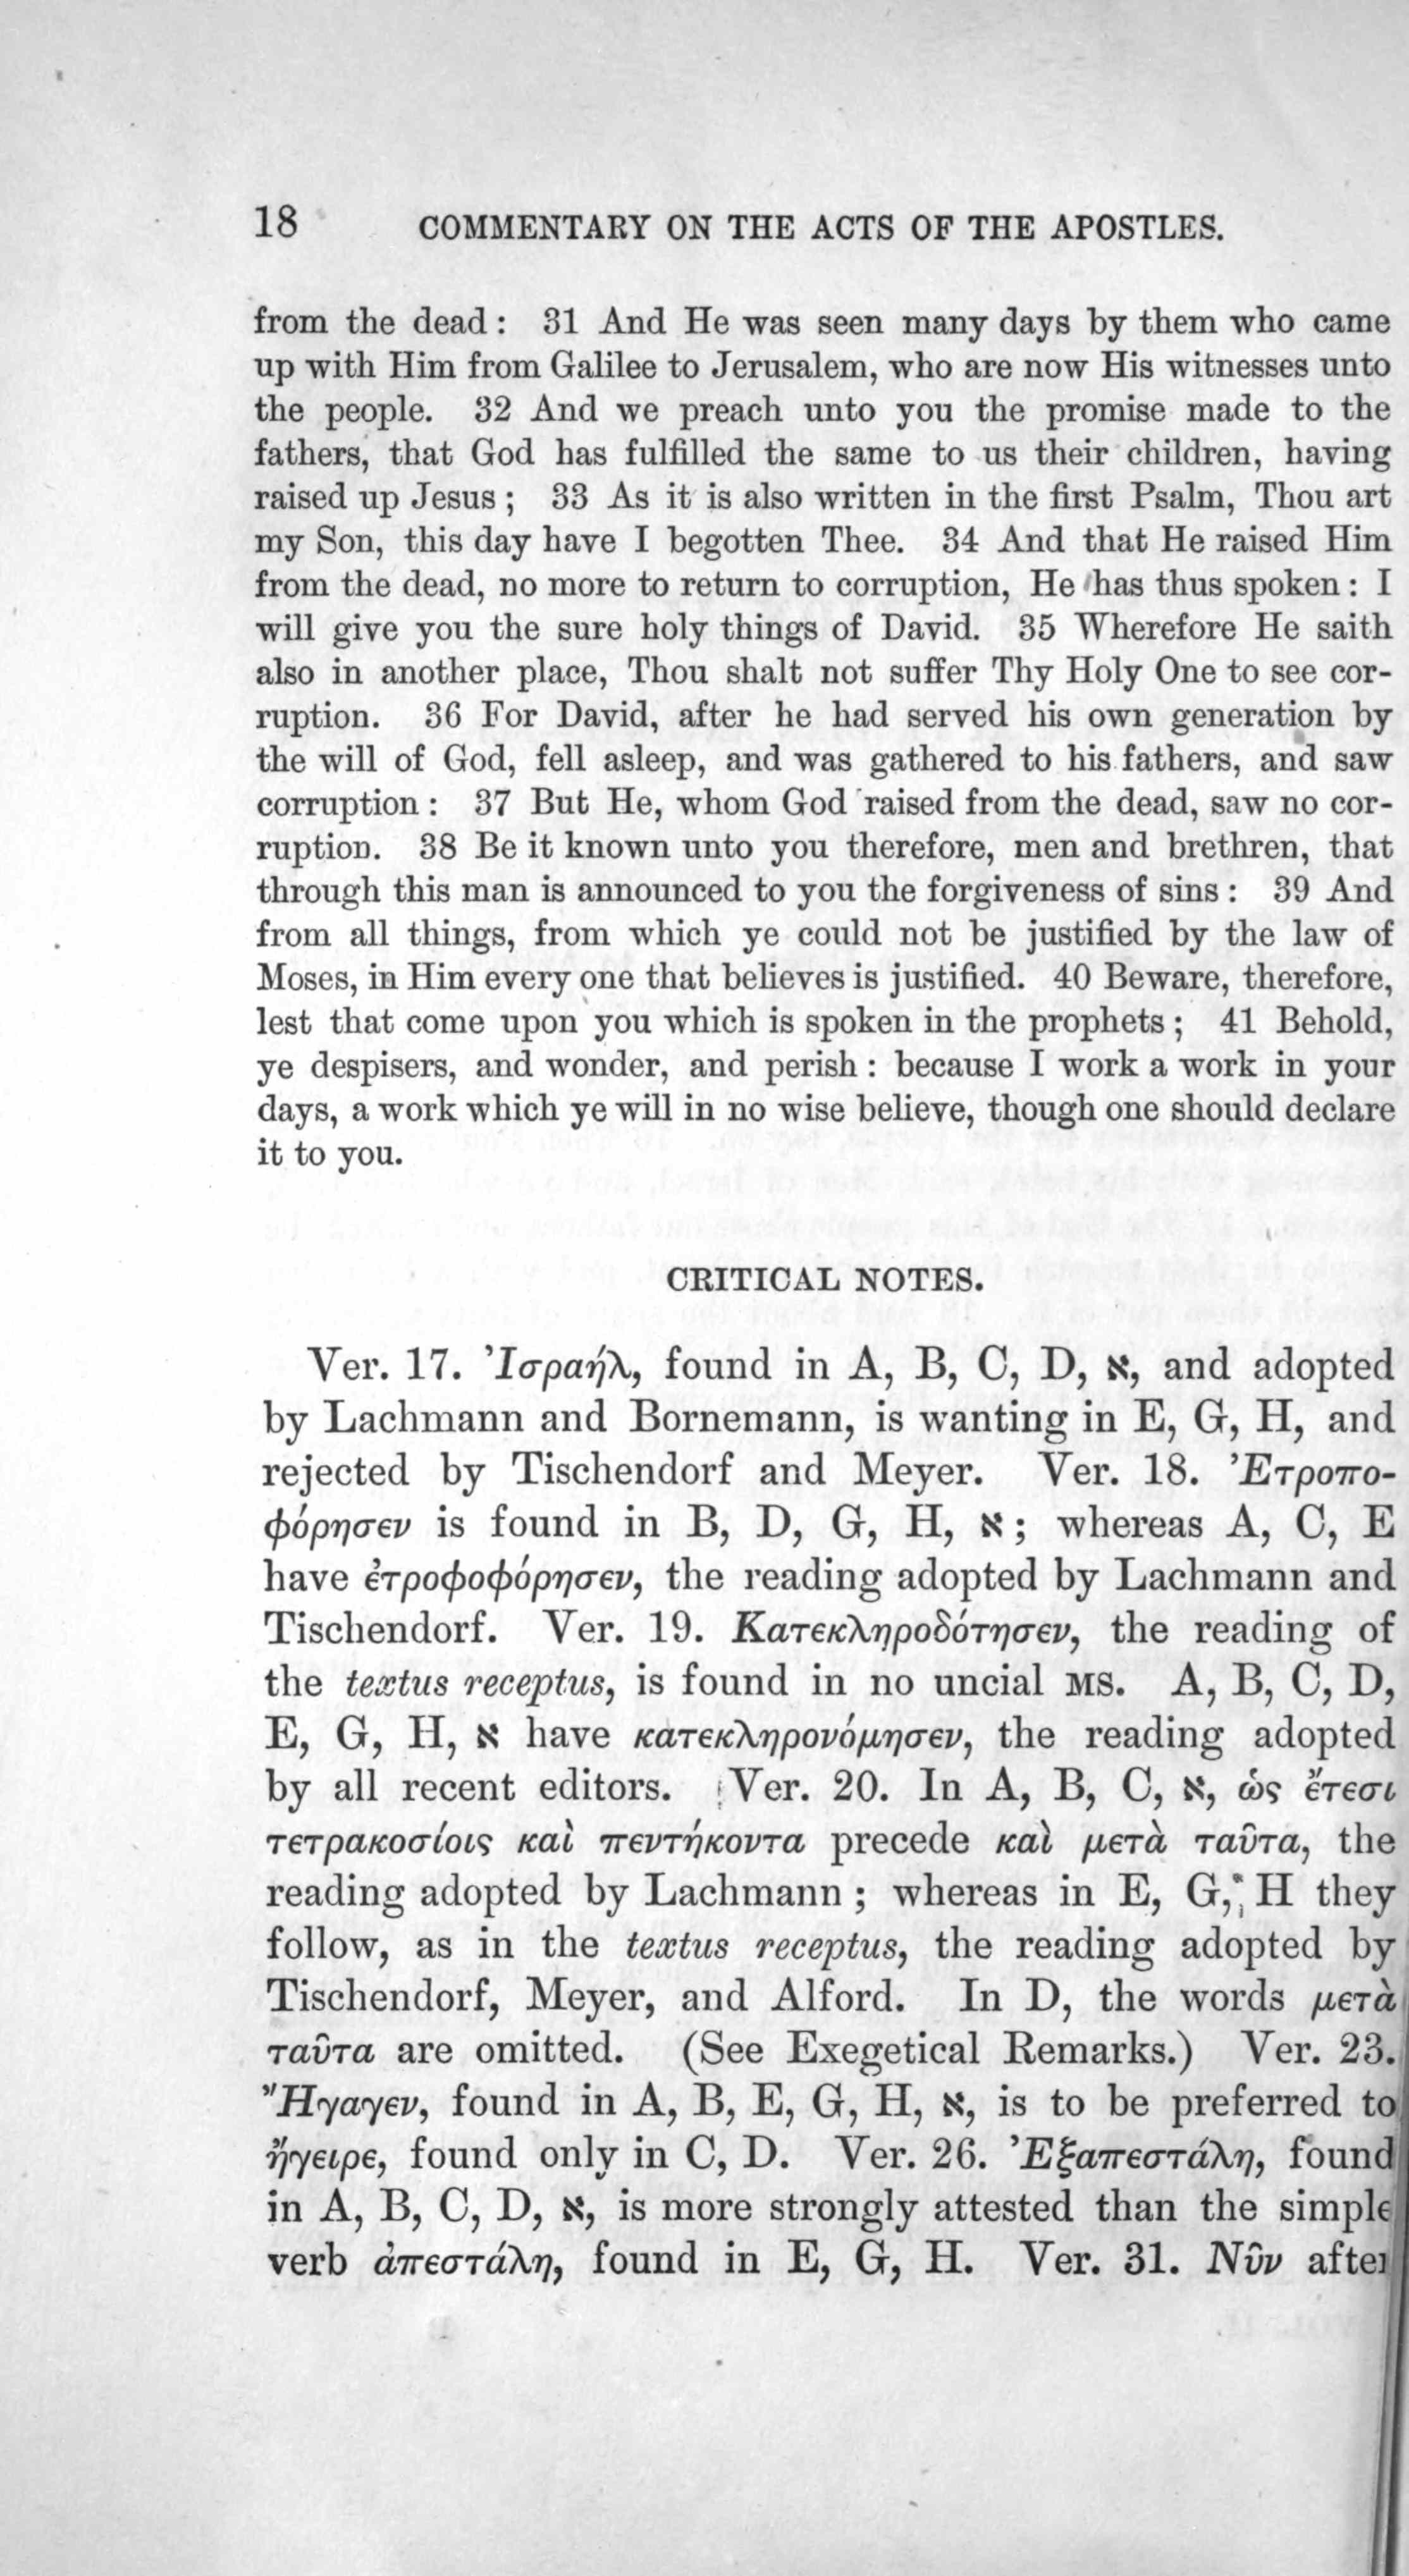 18 COMMENTARY ON THE ACTS OF THE APOSTLES.
from the dead : 31 And He was seen many days by them who came
up with Him from Galilee to Jerusalem, who are now His witnesses unto
the people. 32 And we preach unto you the promise made to the
fathers, that God has fulfilled the same to us their children, having
raised up Jesus ; 33 As it is also written in the first Psalm, Thou art
my Son, this day have I begotten Thee. 34 And that He raised Him
from the dead, no more to return to corruption, He has thus spoken : I
will give you the sure holy things of David. 35 Wherefore He saith
also in another place, Thou shalt not suffer Thy Holy One to see cor-
ruption. 36 For David, after he had served his own generation by
the will of God, fell asleep, and was gathered to his fathers, and saw
corruption : 37 But He, whom God raised from the dead, saw no cor-
ruption. 38 Be it known unto you therefore, men and brethren, that
through this man is announced to you the forgiveness of sins : 39 And
from all things, from which ye could not be justified by the law of
Moses, in Him every one that believes is justified. 40 Beware, therefore,
lest that come upon you which is spoken in the prophets ; 41 Behold,
ye despisers, and wonder, and perish : because I work a work in your
days, a work which ye will in no wise believe, though one should declare
it to you.
CRITICAL NOTES.
Ver. 17. Ἰσραήλ, found in A, B, C, D, א, and adopted
by Lachmann and Bornemann, is wanting in E, G, H, and
rejected by Tischendorf and Meyer. Ver. 18. Ἐτροπο-
φόρησεν is found in B, D, G, H, א ; whereas A, C, E
have ἐτροφοφόρησεν, the reading adopted by Lachmann and
Tischendorf. Ver. 19. Κατεκληροδότησεν, the reading of
the textus receptus, is found in no uncial MS. A, B, C, D,
E, G, H, א have κατεκληρονόμησεν, the reading adopted
by all recent editors. Ver. 20. In A, B, C, א, ὡς ἔτεσι
τετρακοσίοις καὶ πεντήκοντα precede καὶ μετὰ ταῦτα, the
reading adopted by Lachmann ; whereas in E, G, H they
follow, as in the textus receptus, the reading adopted by
Tischendorf, Meyer, and Alford. In D, the words μετὰ
ταῦτα are omitted. (See Exegetical Remarks.) Ver. 23.
Ἤγαγεν, found in A, B, E, G, H, א, is to be preferred to
ἤγειρε, found only in C, D. Ver. 26. Ἐξαπεστάλη, found
in A, B, C, D, א, is more strongly attested than the simple
verb ἀπεστάλη, found in E, G, H. Ver. 31. Νῦν after